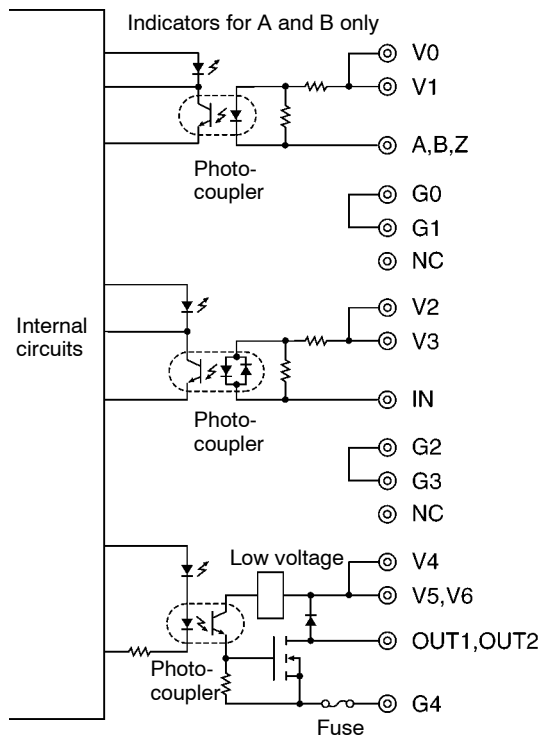 Indicators for A and B only
V0
V1
A,B,Z
Photo-
coupler
G0
G1
NC
V2
V3
Internal
circuits
IN
Photo-
coupler
G2
G3
NC
Low voltage
V4
V5,V6
OUT1,OUT2
Photo-
coupler
G4
Fuse